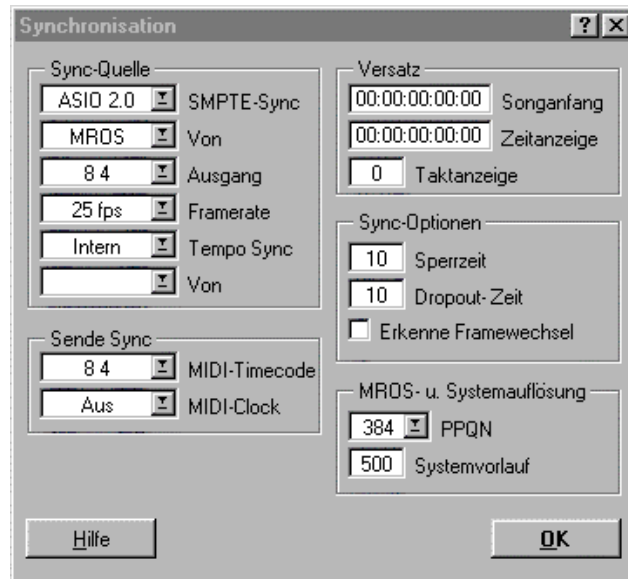 Synchronisation
Sync-Quelle
ASIO 2.0 SMPTE-Sync
MROS Von
8 4 Ausgang
25 fps Framerate
Intern Tempo Sync
Von
Sende Sync
8 4 MIDI-Timecode
Aus MIDI-Clock
Versatz
00:00:00:00:00 Songanfang
00:00:00:00:00 Zeitanzeige
0 Taktanzeige
Sync-Optionen
10 Sperrzeit
10 Dropout-Zeit
Erkenne Framewechsel
MROS- u. Systemauflösung
384 PPQN
500 Systemvorlauf
Hilfe
OK